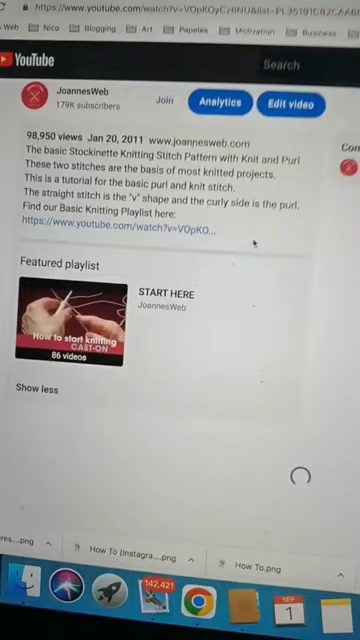 https://www.youtube.com/watch?v=VOpKOyCz6NU&list=PL35101C82CAA6
Web Nico Blogging Art Papeles Motivation Business
YouTube
Search
JoannesWeb
179K subscribers
Join
Analytics
Edit video
98,950 views Jan 20, 2011 www.joannesweb.com
The basic Stockinette Knitting Stitch Pattern with Knit and Purl
These two stitches are the basis of most knitted projects.
This is a tutorial for the basic purl and knit stitch.
The straight stitch is the "v" shape and the curly side is the purl.
Find our Basic Knitting Playlist here:
https://www.youtube.com/watch?v=VOpKO...
Com
Featured playlist
START HERE
JoannesWeb
How to start knitting
CAST-ON
86 videos
Show less
res....png
How To (Instagra....png
How To.png
142,421
SEP
1